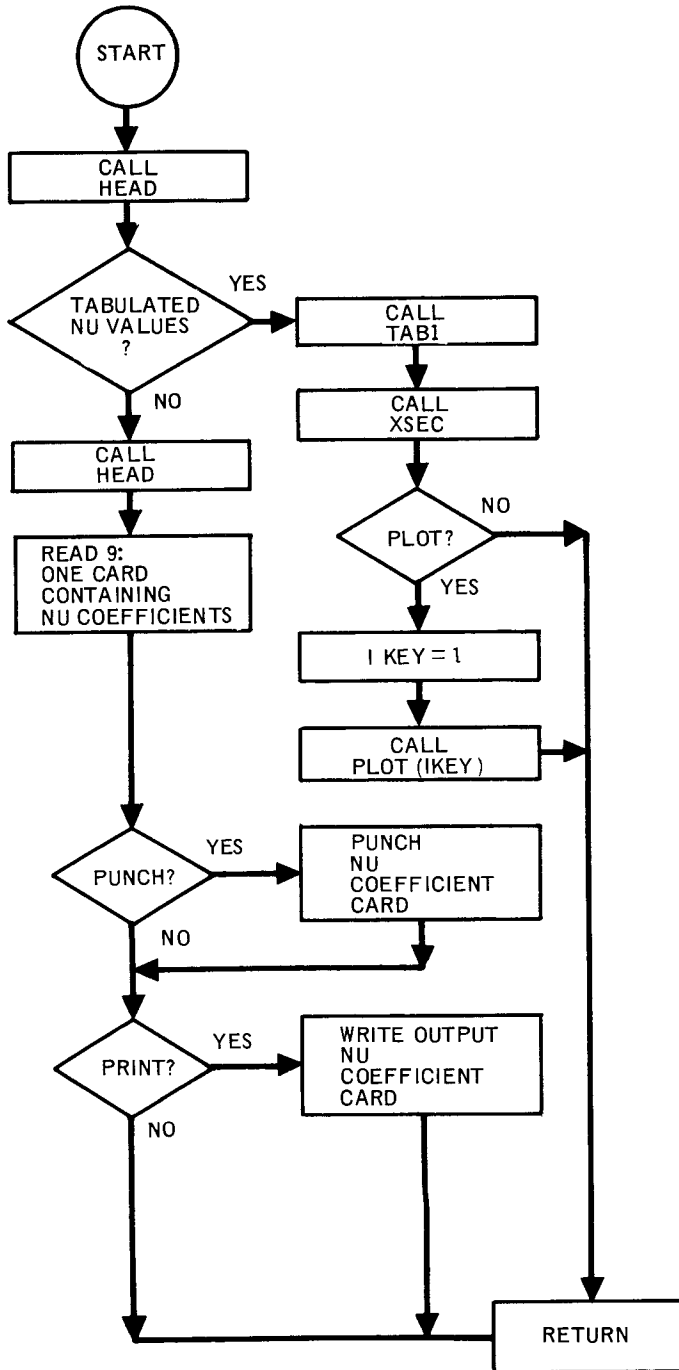 START
CALL
HEAD
TABULATED
NU VALUES
?
YES
NO
CALL
TAB1
CALL
XSEC
PLOT?
NO
YES
I KEY = 1
CALL
PLOT (IKEY)
CALL
HEAD
READ 9:
ONE CARD
CONTAINING
NU COEFFICIENTS
PUNCH?
YES
NO
PUNCH
NU
COEFFICIENT
CARD
PRINT?
YES
NO
WRITE OUTPUT
NU
COEFFICIENT
CARD
RETURN